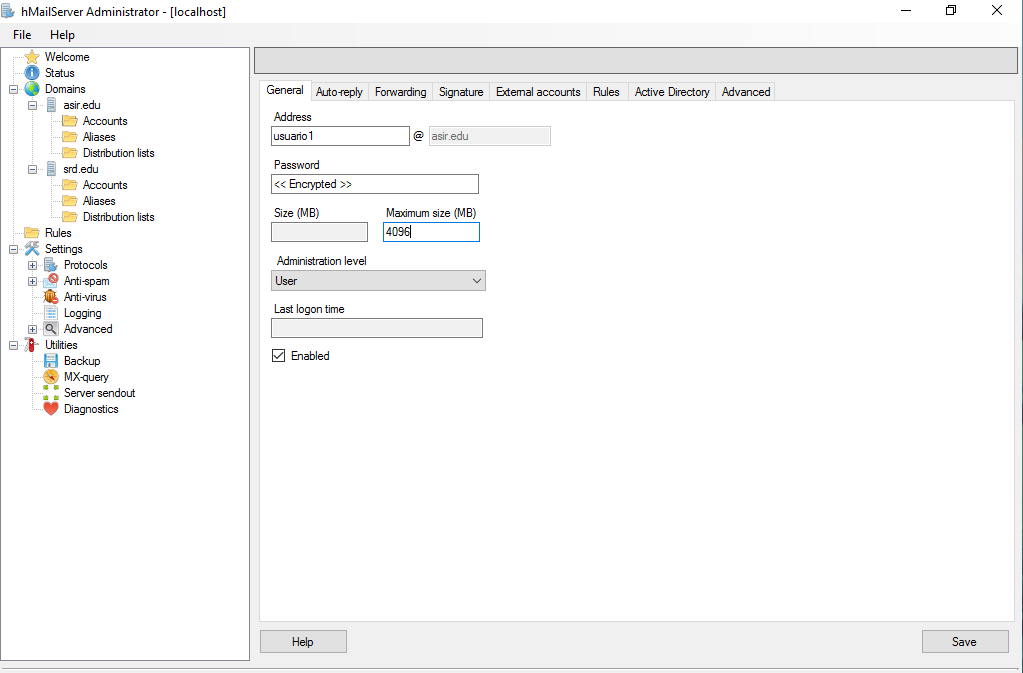 hMailServer Administrator - [localhost]
File Help
Welcome
Status
Domains
asir.edu
Accounts
Aliases
Distribution lists
srd.edu
Accounts
Aliases
Distribution lists
Rules
Settings
Protocols
Anti-spam
Anti-virus
Logging
Advanced
Utilities
Backup
MX-query
Server sendout
Diagnostics
General Auto-reply Forwarding Signature External accounts Rules Active Directory Advanced
Address
usuario1 @ asir.edu
Password
<< Encrypted >>
Size (MB) Maximum size (MB)
4096
Administration level
User
Last logon time
Enabled
Help Save